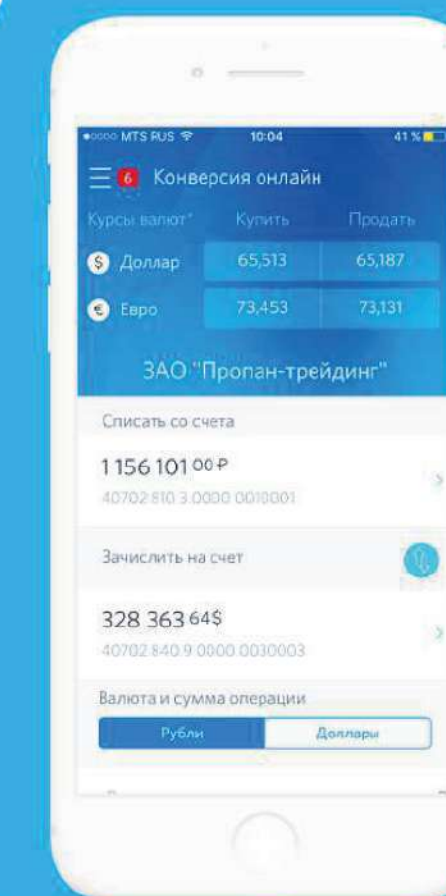 MTS RUS 10:04 41 %
6 Конверсия онлайн
Курсы валют* Купить Продать
$ Доллар 65,513 65,187
€ Евро 73,453 73,131
ЗАО "Пропан-трейдинг"
Списать со счета
1 156 101 00 ₽
40702 810 3 0000 0010001
Зачислить на счет
328 363 64$
40702 840 9 0000 0030003
Валюта и сумма операции
Рубли Доллары